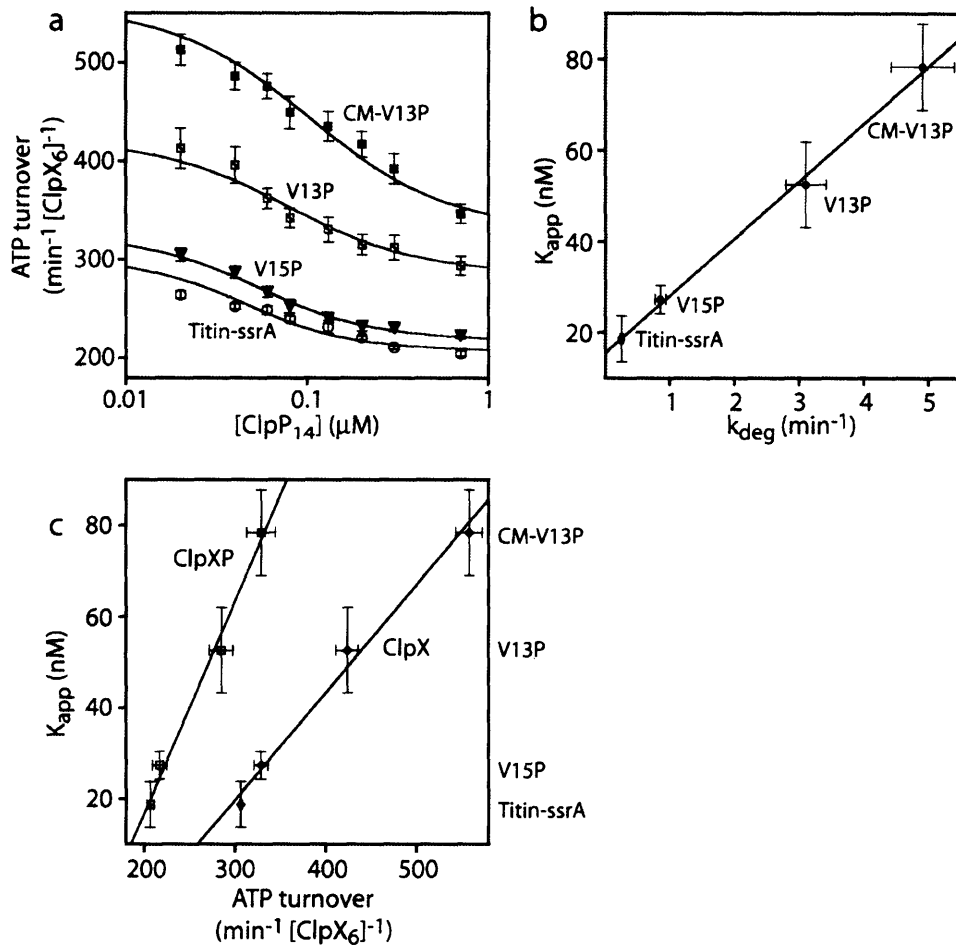 a
500
400
300
200
ATP turnover
(min⁻¹ [ClpX₆]⁻¹)
CM-V13P
V13P
V15P
Titin-ssrA
0.01
0.1
1
[ClpP₁₄] (μM)
b
80
60
40
20
K_app (nM)
CM-V13P
V13P
V15P
Titin-ssrA
1
2
3
4
5
k_deg (min⁻¹)
c
80
60
40
20
K_app (nM)
ClpXP
ClpX
CM-V13P
V13P
V15P
Titin-ssrA
200
300
400
500
ATP turnover
(min⁻¹ [ClpX₆]⁻¹)